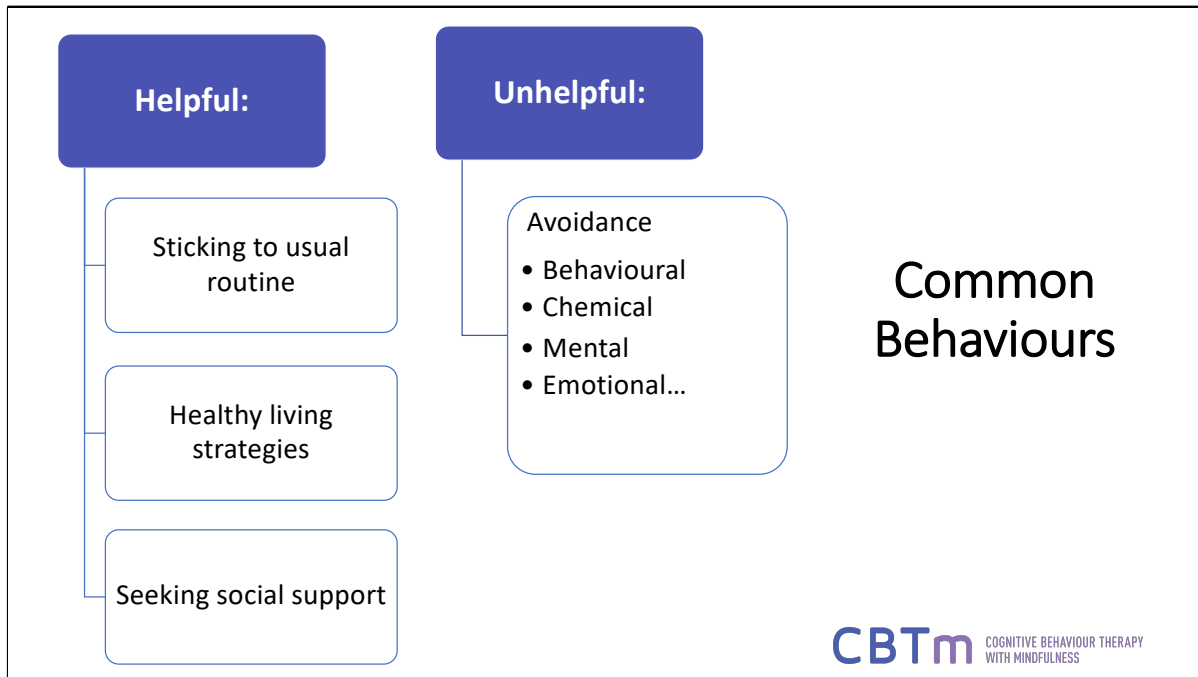 Helpful:
Sticking to usual
routine
Healthy living
strategies
Seeking social support
Unhelpful:
Avoidance
• Behavioural
• Chemical
• Mental
• Emotional…
Common
Behaviours
CBTm
COGNITIVE BEHAVIOUR THERAPY
WITH MINDFULNESS